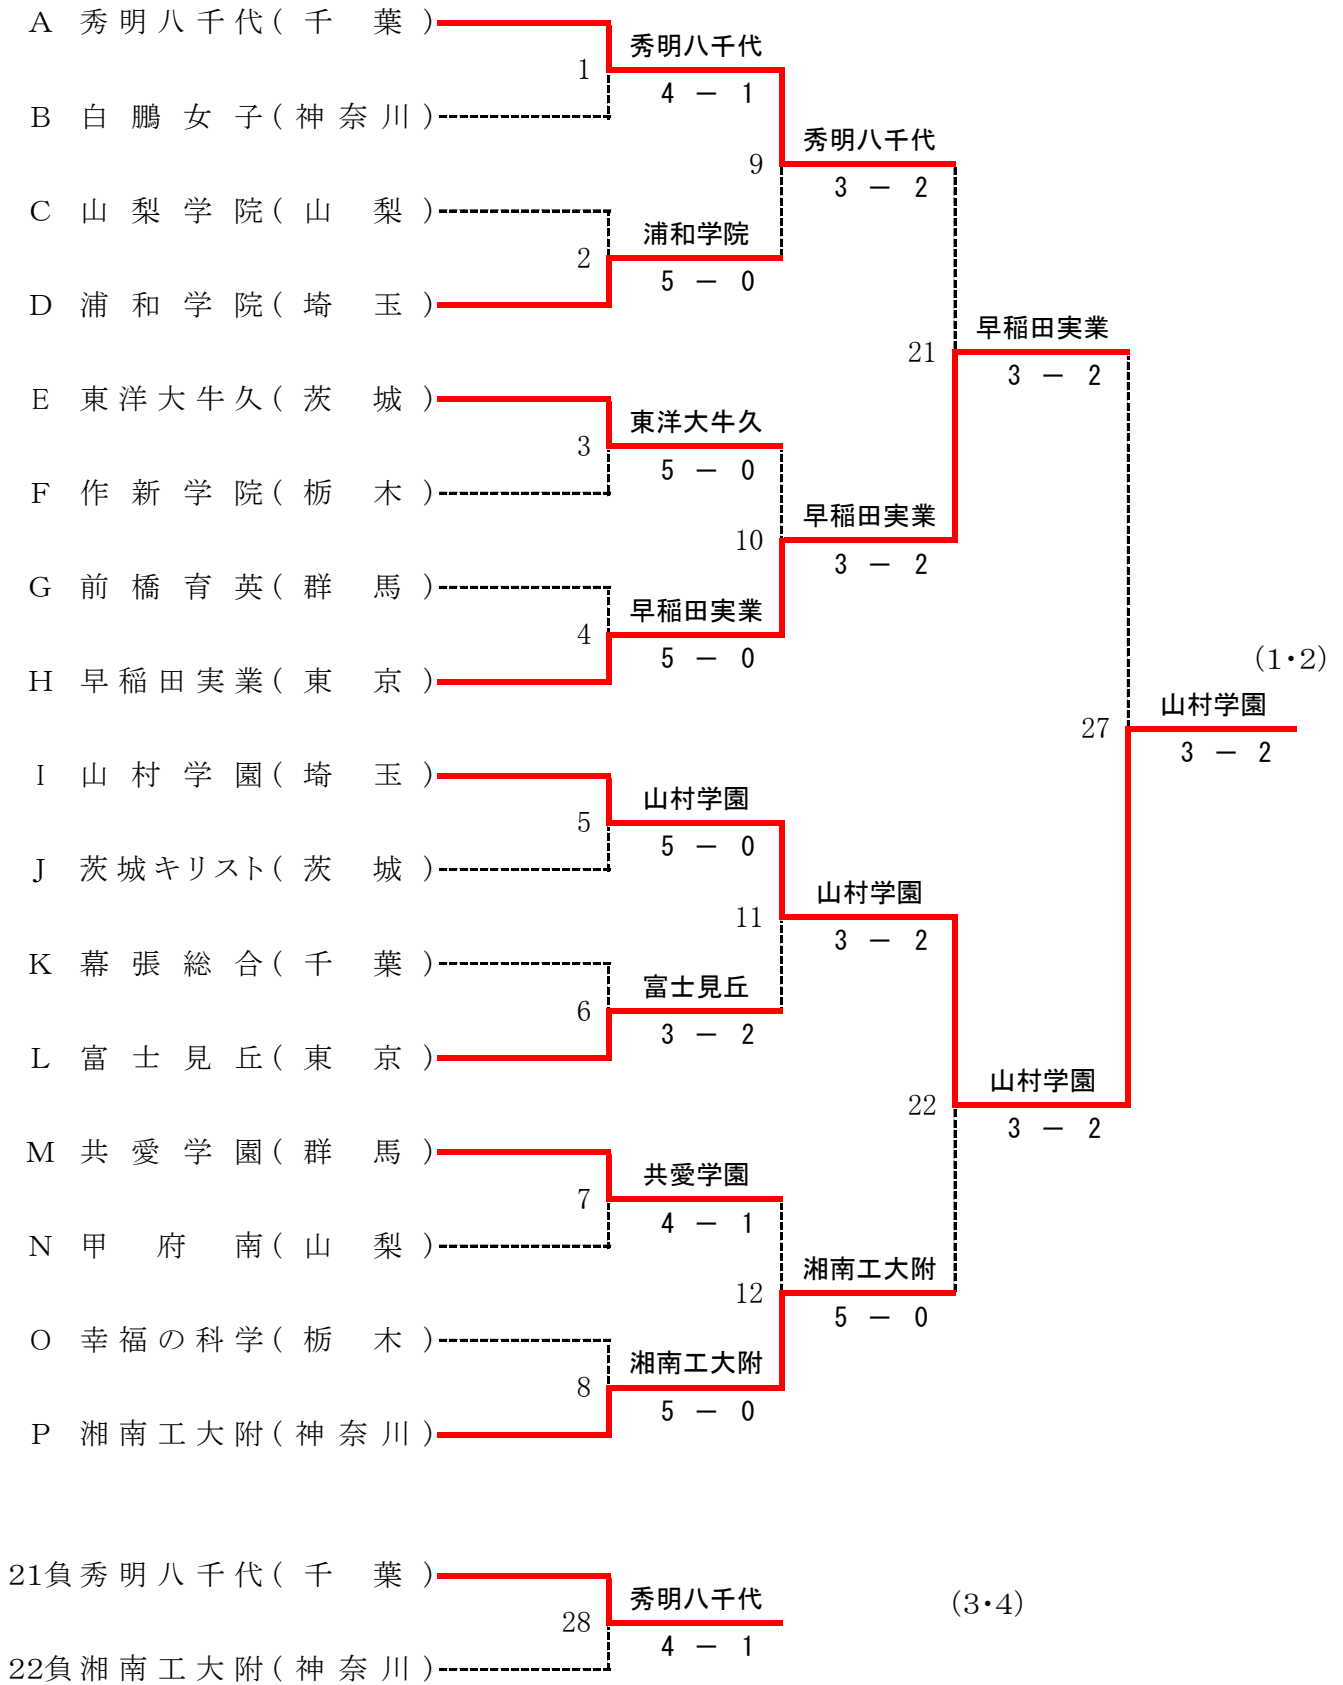 A 秀明八千代(千 葉)
秀明八千代
1
4 － 1
B 白鵬女子(神奈川)
秀明八千代
9
3 － 2
C 山梨学院(山 梨)
浦和学院
2
5 － 0
D 浦和学院(埼 玉)
早稲田実業
21
3 － 2
E 東洋大牛久(茨 城)
東洋大牛久
3
5 － 0
F 作新学院(栃 木)
早稲田実業
10
3 － 2
G 前橋育英(群 馬)
早稲田実業
4
5 － 0
(1・2)
H 早稲田実業(東 京)
山村学園
27
3 － 2
I 山村学園(埼 玉)
山村学園
5
5 － 0
J 茨城キリスト(茨 城)
山村学園
11
3 － 2
K 幕張総合(千 葉)
富士見丘
6
3 － 2
L 富士見丘(東 京)
山村学園
22
3 － 2
M 共愛学園(群 馬)
共愛学園
7
4 － 1
N 甲府南(山 梨)
湘南工大附
12
5 － 0
O 幸福の科学(栃 木)
湘南工大附
8
5 － 0
P 湘南工大附(神奈川)
21負秀明八千代(千 葉)
秀明八千代
(3・4)
28
4 － 1
22負湘南工大附(神奈川)